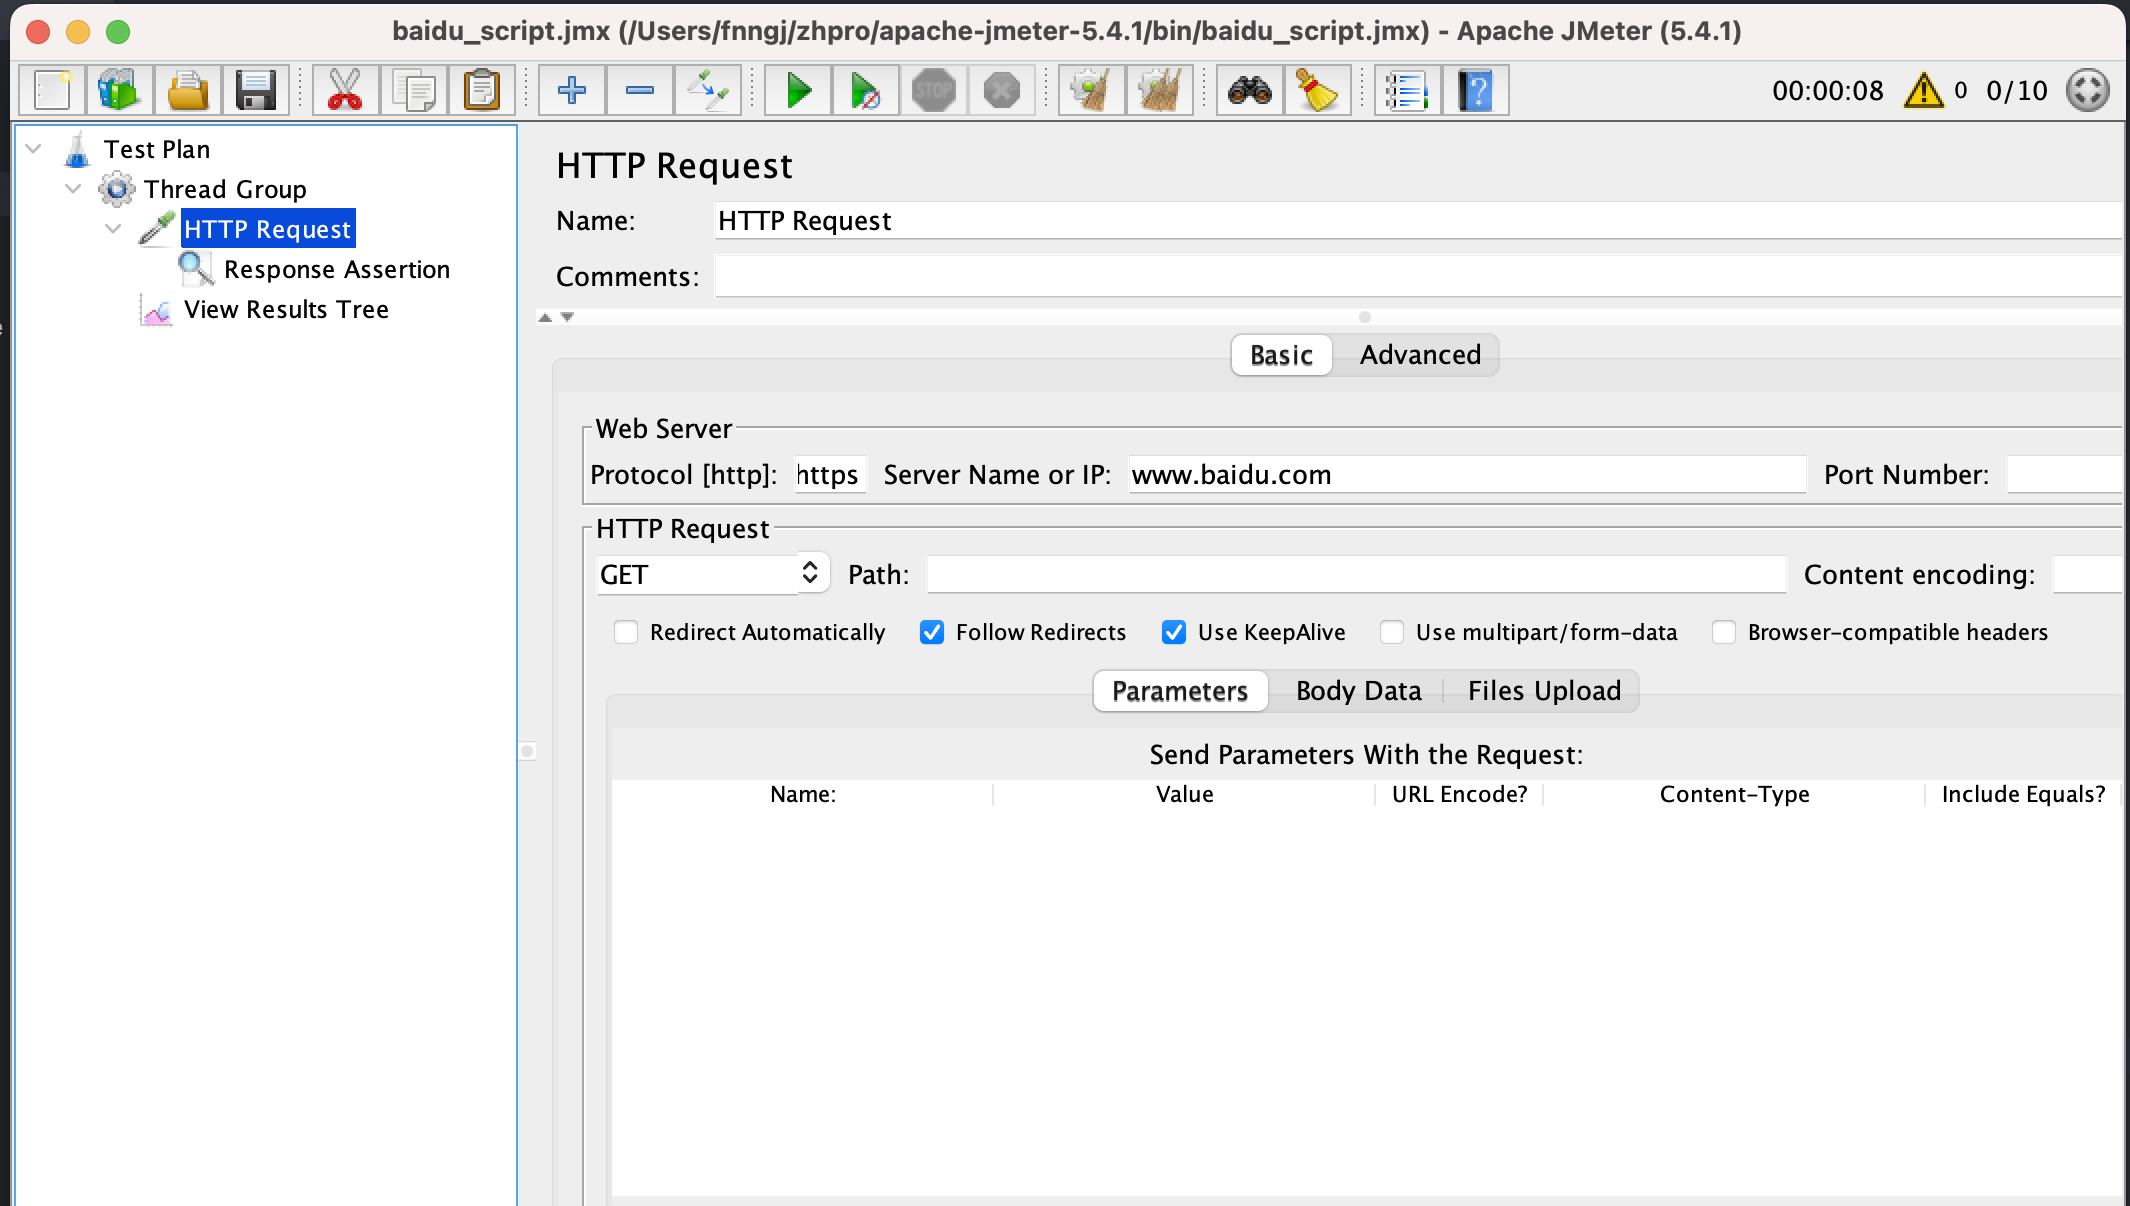 baidu_script.jmx (/Users/fnngj/zhpro/apache-jmeter-5.4.1/bin/baidu_script.jmx) - Apache JMeter (5.4.1)
STOP
00:00:08 0 0/10
Test Plan
Thread Group
HTTP Request
Response Assertion
View Results Tree
HTTP Request
Name: HTTP Request
Comments:
Basic Advanced
Web Server
Protocol [http]: https Server Name or IP: www.baidu.com Port Number:
HTTP Request
GET Path: Content encoding:
Redirect Automatically Follow Redirects Use KeepAlive Use multipart/form-data Browser-compatible headers
Parameters Body Data Files Upload
Send Parameters With the Request:
Name: Value URL Encode? Content-Type Include Equals?